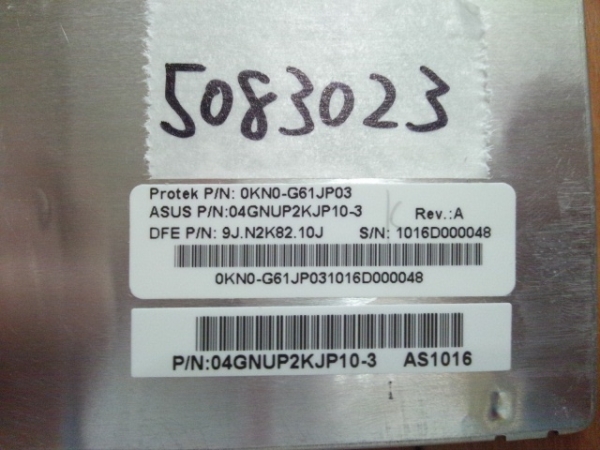 5083023
Protek P/N: 0KN0-G61JP03
ASUS P/N:04GNUP2KJP10-3 K Rev.:A
DFE P/N: 9J.N2K82.10J S/N: 1016D000048
0KN0-G61JP031016D000048
P/N:04GNUP2KJP10-3 AS1016